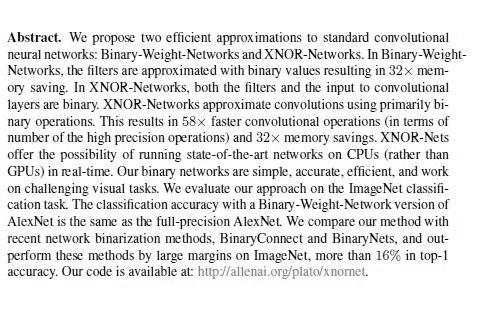 Abstract. We propose two efficient approximations to standard convolutional
neural networks: Binary-Weight-Networks and XNOR-Networks. In Binary-Weight-
Networks, the filters are approximated with binary values resulting in 32× mem-
ory saving. In XNOR-Networks, both the filters and the input to convolutional
layers are binary. XNOR-Networks approximate convolutions using primarily bi-
nary operations. This results in 58× faster convolutional operations (in terms of
number of the high precision operations) and 32× memory savings. XNOR-Nets
offer the possibility of running state-of-the-art networks on CPUs (rather than
GPUs) in real-time. Our binary networks are simple, accurate, efficient, and work
on challenging visual tasks. We evaluate our approach on the ImageNet classifi-
cation task. The classification accuracy with a Binary-Weight-Network version of
AlexNet is the same as the full-precision AlexNet. We compare our method with
recent network binarization methods, BinaryConnect and BinaryNets, and out-
perform these methods by large margins on ImageNet, more than 16% in top-1
accuracy. Our code is available at: http://allenai.org/plato/xnornet.